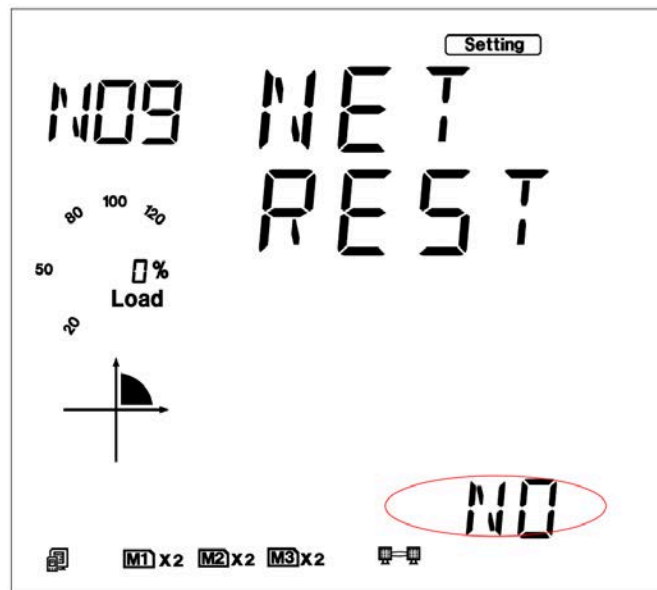 Setting
N09 NET
REST
50 80 100 120
20
0%
Load
NO
M1 X2 M2 X2 M3 X2